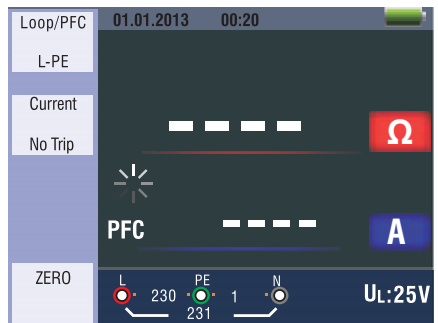 Loop/PFC
L-PE
Current
No Trip
ZERO
01.01.2013 00:20
- - - - Ω
PFC - - - - A
L PE N
230 1
231
UL:25V